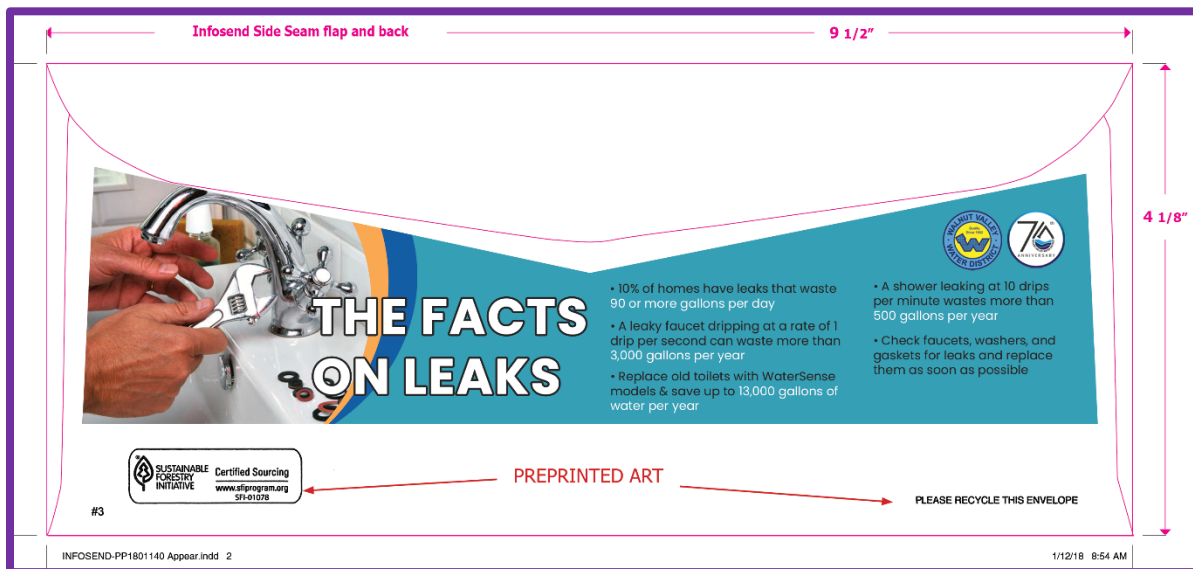 Infosend Side Seam flap and back
9 1/2"
4 1/8"
WALNUT VALLEY
WATER DISTRICT
W
70
ANNIVERSARY
THE FACTS
ON LEAKS
• 10% of homes have leaks that waste
90 or more gallons per day
• A leaky faucet dripping at a rate of 1
drip per second can waste more than
3,000 gallons per year
• Replace old toilets with WaterSense
models & save up to 13,000 gallons of
water per year
• A shower leaking at 10 drips
per minute wastes more than
500 gallons per year
• Check faucets, washers, and
gaskets for leaks and replace
them as soon as possible
SUSTAINABLE
FORESTRY
INITIATIVE
Certified Sourcing
www.sfiprogram.org
SFI-01078
PREPRINTED ART
PLEASE RECYCLE THIS ENVELOPE
#3
INFOSEND-PP1801140 Appear.indd 2
1/12/18 8:54 AM